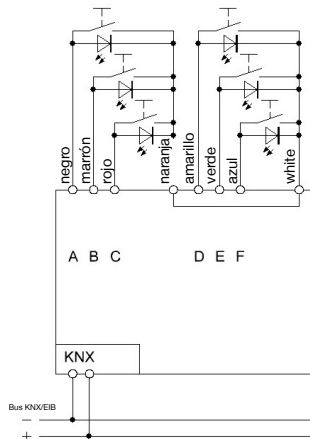 negro
marrón
rojo
naranja
amarillo
verde
azul
white
A B C D E F
KNX
Bus KNX/EIB
−
+